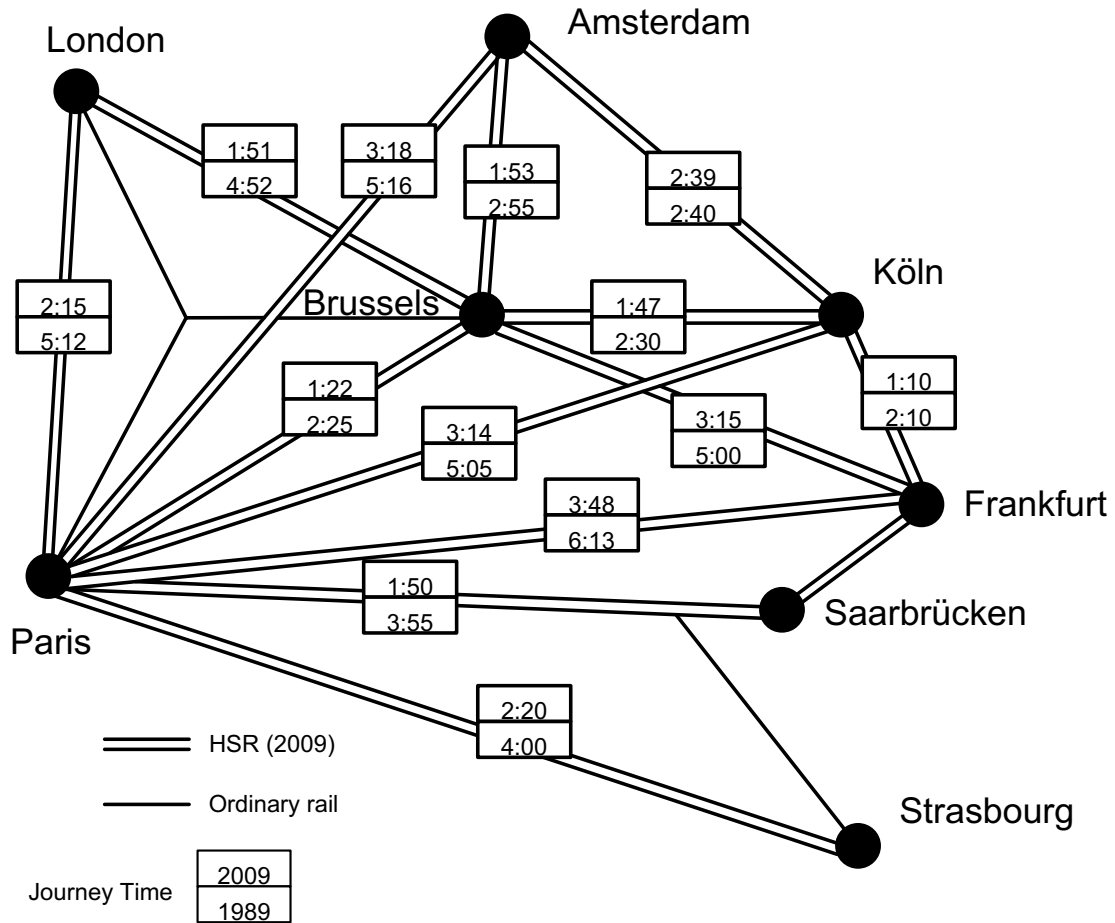 London
Amsterdam
1:51
4:52
3:18
5:16
1:53
2:55
2:39
2:40
Köln
Brussels
2:15
5:12
1:47
2:30
1:22
2:25
1:10
2:10
3:14
5:05
3:15
5:00
3:48
6:13
Frankfurt
1:50
3:55
Saarbrücken
Paris
2:20
4:00
HSR (2009)
Ordinary rail
Strasbourg
Journey Time
2009
1989